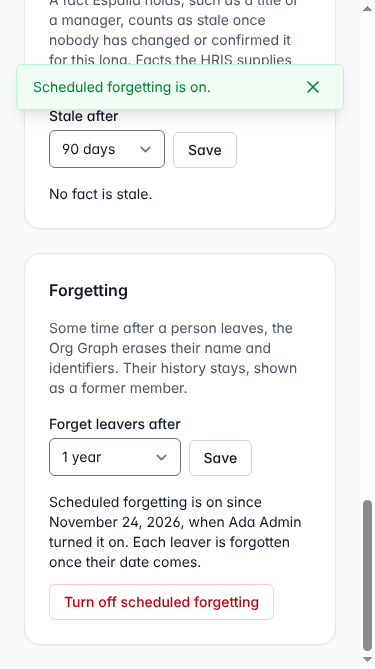 A fact Espalla holds, such as a title or
a manager, counts as stale once
nobody has changed or confirmed it
for this long. Facts the HRIS supplies
Scheduled forgetting is on.
Stale after
90 days
Save
No fact is stale.
Forgetting
Some time after a person leaves, the
Org Graph erases their name and
identifiers. Their history stays, shown
as a former member.
Forget leavers after
1 year
Save
Scheduled forgetting is on since
November 24, 2026, when Ada Admin
turned it on. Each leaver is forgotten
once their date comes.
Turn off scheduled forgetting